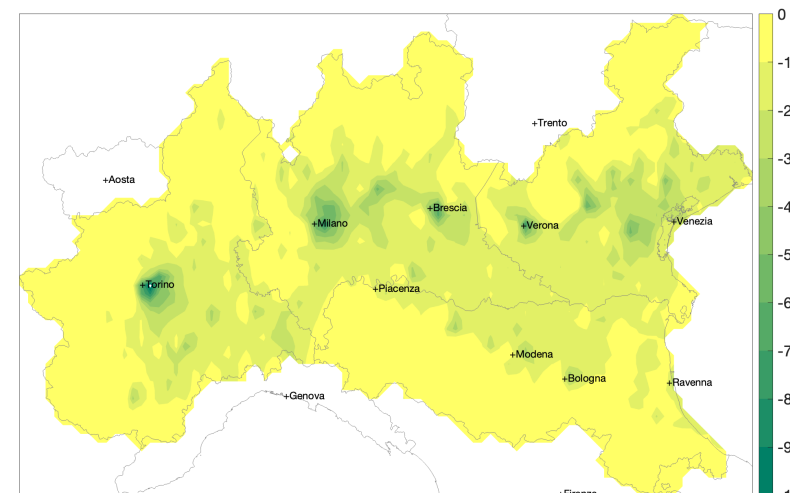 0
-1
+Trento
-2
-3
+Aosta
+Brescia
-4
+Milano
+Verona
+Venezia
-5
+Torino
+Piacenza
-6
-7
+Modena
+Bologna
+Ravenna
-8
+Genova
-9